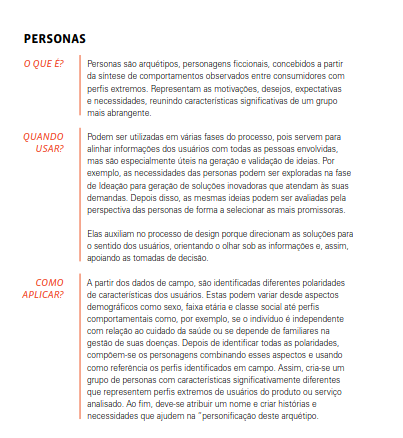 PERSONAS
O QUE É?
Personas são arquétipos, personagens ficcionais, concebidos a partir
da síntese de comportamentos observados entre consumidores com
perfis extremos. Representam as motivações, desejos, expectativas
e necessidades, reunindo características significativas de um grupo
mais abrangente.
QUANDO
USAR?
Podem ser utilizadas em várias fases do processo, pois servem para
alinhar informações dos usuários com todas as pessoas envolvidas,
mas são especialmente úteis na geração e validação de ideias. Por
exemplo, as necessidades das personas podem ser exploradas na fase
de Ideação para geração de soluções inovadoras que atendam às suas
demandas. Depois disso, as mesmas ideias podem ser avaliadas pela
perspectiva das personas de forma a selecionar as mais promissoras.
Elas auxiliam no processo de design porque direcionam as soluções para
o sentido dos usuários, orientando o olhar sob as informações e, assim,
apoiando as tomadas de decisão.
COMO
APLICAR?
A partir dos dados de campo, são identificadas diferentes polaridades
de características dos usuários. Estas podem variar desde aspectos
demográficos como sexo, faixa etária e classe social até perfis
comportamentais como, por exemplo, se o indivíduo é independente
com relação ao cuidado da saúde ou se depende de familiares na
gestão de suas doenças. Depois de identificar todas as polaridades,
compõem-se os personagens combinando esses aspectos e usando
como referência os perfis identificados em campo. Assim, cria-se um
grupo de personas com características significativamente diferentes
que representem perfis extremos de usuários do produto ou serviço
analisado. Ao fim, deve-se atribuir um nome e criar histórias e
necessidades que ajudem na "personificação deste arquétipo.